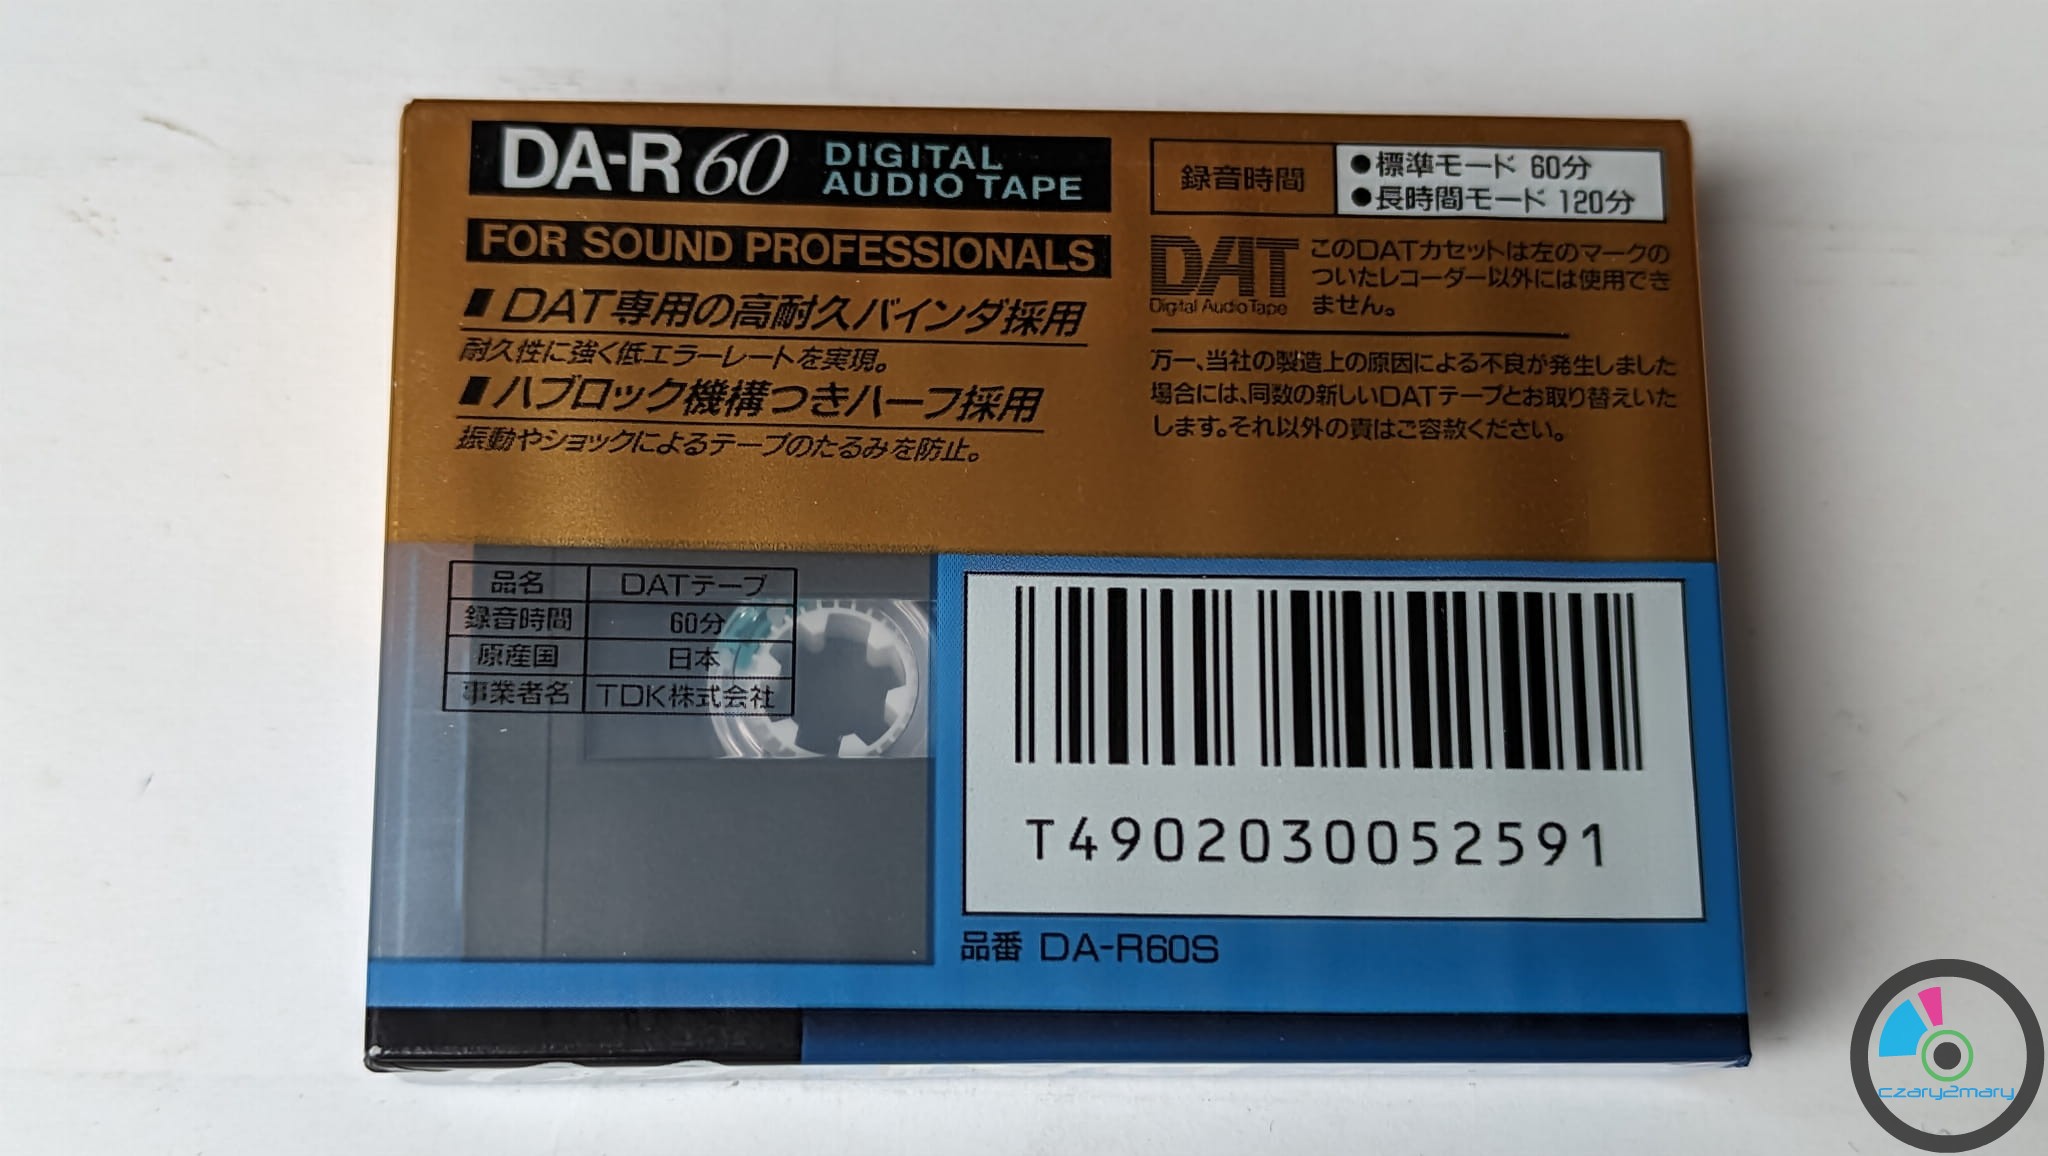 DA-R 60 DIGITAL AUDIO TAPE
FOR SOUND PROFESSIONALS
■DAT専用の高耐久バインダ採用
耐久性に強く低エラーレートを実現。
■ハブロック機構つきハーフ採用
振動やショックによるテープのたるみを防止。
録音時間
●標準モード 60分
●長時間モード 120分
DAT
Digital Audio Tape
このDATカセットは左のマークの
ついたレコーダー以外には使用でき
ません。
万一、当社の製造上の原因による不良が発生しました
場合には、同数の新しいDATテープとお取り替えいた
します。それ以外の責はご容赦ください。
品名 DATテープ
録音時間 60分
原産国 日本
事業者名 TDK株式会社
T4902030052591
品番 DA-R60S
czary2mary